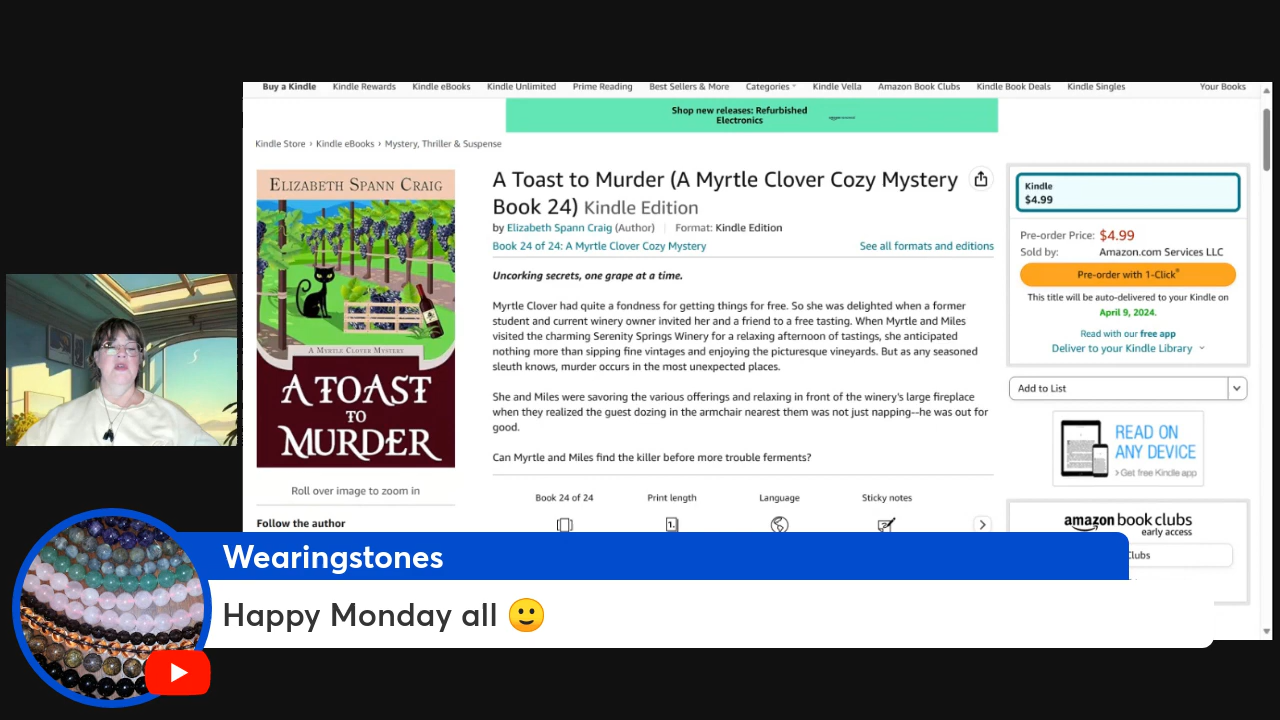 Buy a Kindle Kindle Rewards Kindle eBooks Kindle Unlimited Prime Reading Best Sellers & More Categories Kindle Vella Amazon Book Clubs Kindle Book Deals Kindle Singles Your Books
Shop new releases: Refurbished
Electronics
Kindle Store › Kindle eBooks › Mystery, Thriller & Suspense
ELIZABETH SPANN CRAIG
A MYRTLE CLOVER MYSTERY
A TOAST
TO
MURDER
Roll over image to zoom in
Follow the author
A Toast to Murder (A Myrtle Clover Cozy Mystery
Book 24) Kindle Edition
by Elizabeth Spann Craig (Author) | Format: Kindle Edition
Book 24 of 24: A Myrtle Clover Cozy Mystery See all formats and editions
Uncorking secrets, one grape at a time.
Myrtle Clover had quite a fondness for getting things for free. So she was delighted when a former
student and current winery owner invited her and a friend to a free tasting. When Myrtle and Miles
visited the charming Serenity Springs Winery for a relaxing afternoon of tastings, she anticipated
nothing more than sipping fine vintages and enjoying the picturesque vineyards. But as any seasoned
sleuth knows, murder occurs in the most unexpected places.
She and Miles were savoring the various offerings and relaxing in front of the winery's large fireplace
when they realized the guest dozing in the armchair nearest them was not just napping--he was out for
good.
Can Myrtle and Miles find the killer before more trouble ferments?
Book 24 of 24 Print length Language Sticky notes
Kindle
$4.99
Pre-order Price: $4.99
Sold by: Amazon.com Services LLC
Pre-order with 1-Click®
This title will be auto-delivered to your Kindle on
April 9, 2024.
Read with our free app
Deliver to your Kindle Library
Add to List
READ ON
ANY DEVICE
› Get free Kindle app
amazon book clubs
early access
Clubs
Wearingstones
Happy Monday all 🙂